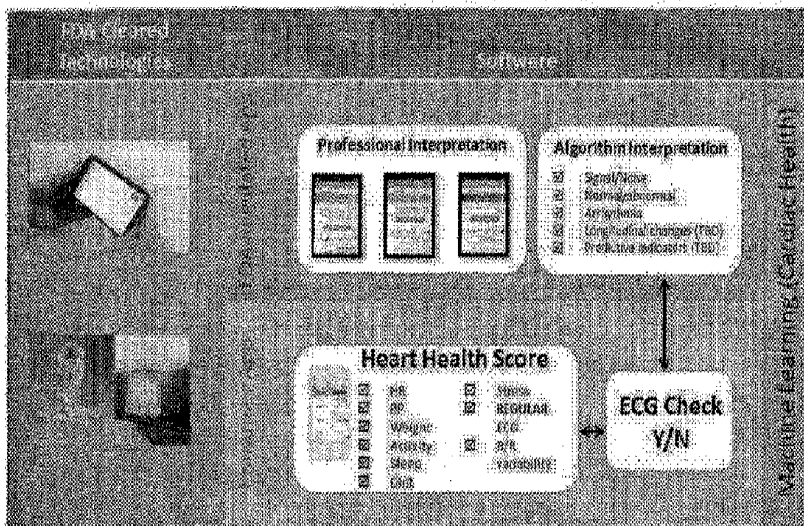 FDA Cleared
Technologies
Software
Professional Interpretation
Algorithm Interpretation
Signal/Noise
Normal/abnormal
Arrhythmia
Longitudinal changes (TBD)
Predictive indicators (TBD)
Heart Health Score
HR
BP
Weight
Activity
Sleep
Diet
Stress
REGULAR
ECG
R/R
variability
ECG Check
Y/N
Machine Learning (Cardiac Health)